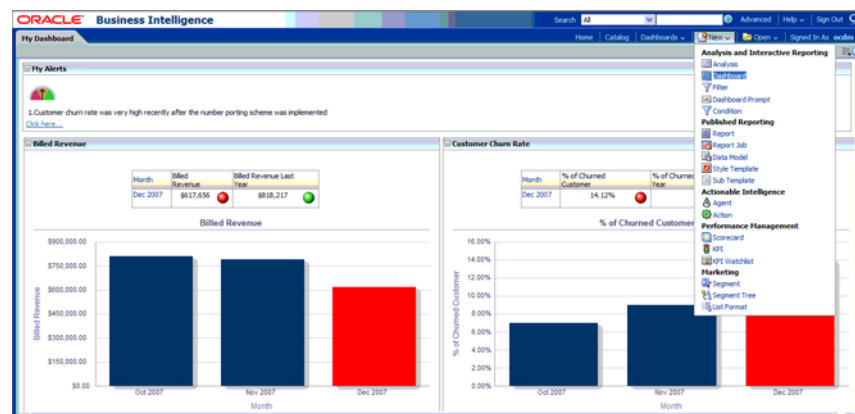 ORACLE Business Intelligence
Search All Advanced Help Sign Out
My Dashboard
Home Catalog Dashboards New Open Signed In As ocdm
My Alerts
1.Customer churn rate was very high recently after the number porting scheme was implemented
Click here...
Billed Revenue
Month Billed Revenue Billed Revenue Last Year
Dec 2007 $617,656 $818,217
Billed Revenue
$900,000.00
$750,000.00
$600,000.00
$450,000.00
$300,000.00
$150,000.00
$0.00
Billed Revenue
Oct 2007 Nov 2007 Dec 2007
Month
Customer Churn Rate
Month % of Churned Customer % of Churned Year
Dec 2007 14.12%
% of Churned Customer
16.00%
14.00%
12.00%
10.00%
8.00%
6.00%
4.00%
2.00%
0.00%
% of Churned Customer
Oct 2007 Nov 2007 Dec 2007
Month
Analysis and Interactive Reporting
Analysis
Dashboard
Filter
Dashboard Prompt
Condition
Published Reporting
Report
Report Job
Data Model
Style Template
Sub Template
Actionable Intelligence
Agent
Action
Performance Management
Scorecard
KPI
KPI Watchlist
Marketing
Segment
Segment Tree
List Format